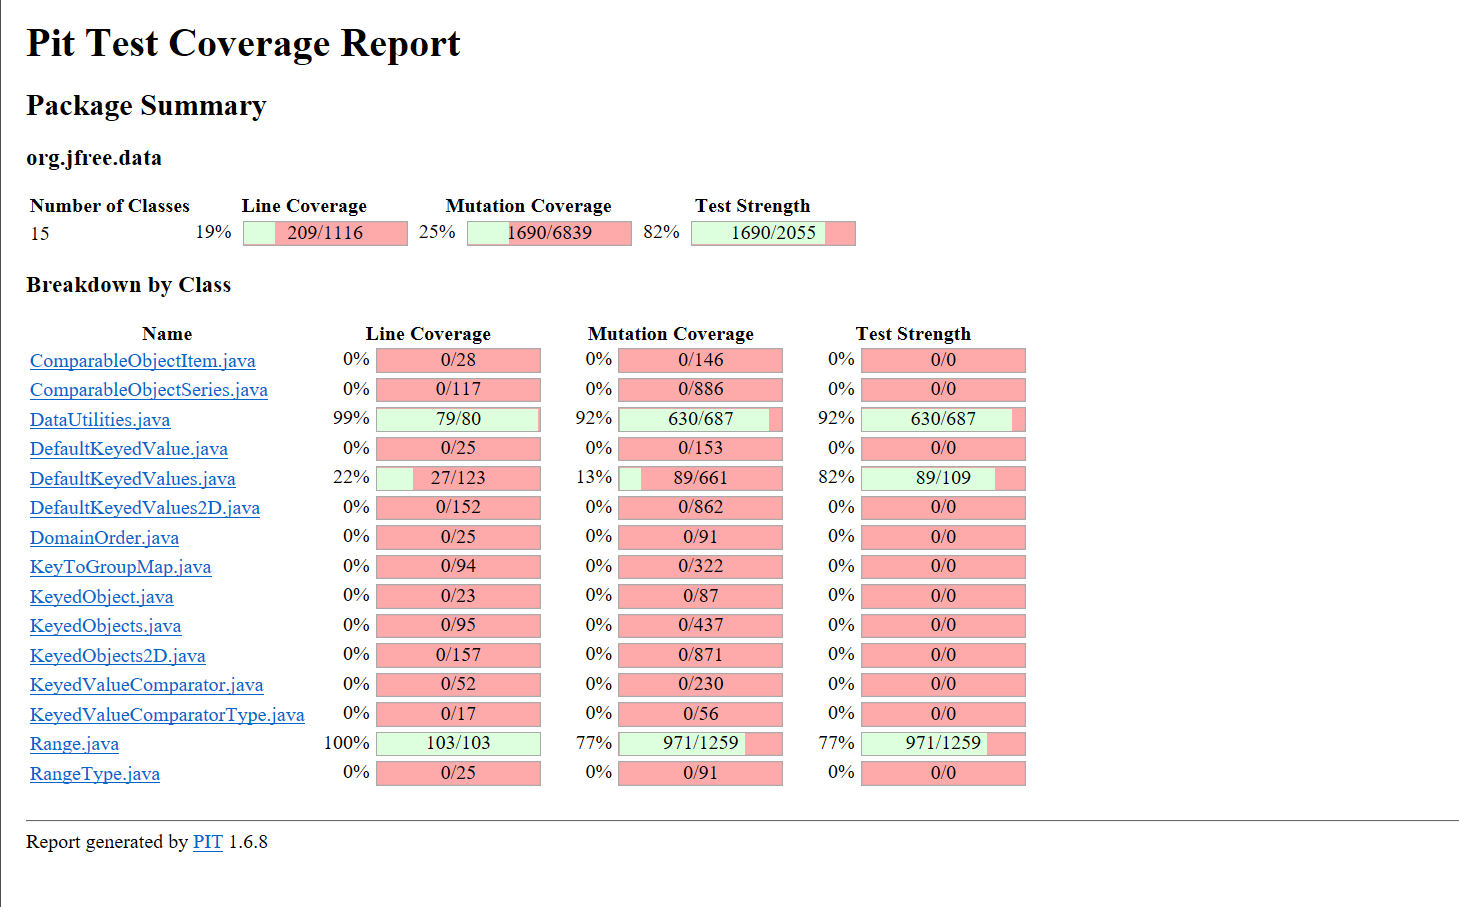 Pit Test Coverage Report
Package Summary
org.jfree.data
Number of Classes Line Coverage Mutation Coverage Test Strength
15 19% 209/1116 25% 1690/6839 82% 1690/2055
Breakdown by Class
Name Line Coverage Mutation Coverage Test Strength
ComparableObjectItem.java 0% 0/28 0% 0/146 0% 0/0
ComparableObjectSeries.java 0% 0/117 0% 0/886 0% 0/0
DataUtilities.java 99% 79/80 92% 630/687 92% 630/687
DefaultKeyedValue.java 0% 0/25 0% 0/153 0% 0/0
DefaultKeyedValues.java 22% 27/123 13% 89/661 82% 89/109
DefaultKeyedValues2D.java 0% 0/152 0% 0/862 0% 0/0
DomainOrder.java 0% 0/25 0% 0/91 0% 0/0
KeyToGroupMap.java 0% 0/94 0% 0/322 0% 0/0
KeyedObject.java 0% 0/23 0% 0/87 0% 0/0
KeyedObjects.java 0% 0/95 0% 0/437 0% 0/0
KeyedObjects2D.java 0% 0/157 0% 0/871 0% 0/0
KeyedValueComparator.java 0% 0/52 0% 0/230 0% 0/0
KeyedValueComparatorType.java 0% 0/17 0% 0/56 0% 0/0
Range.java 100% 103/103 77% 971/1259 77% 971/1259
RangeType.java 0% 0/25 0% 0/91 0% 0/0
Report generated by PIT 1.6.8